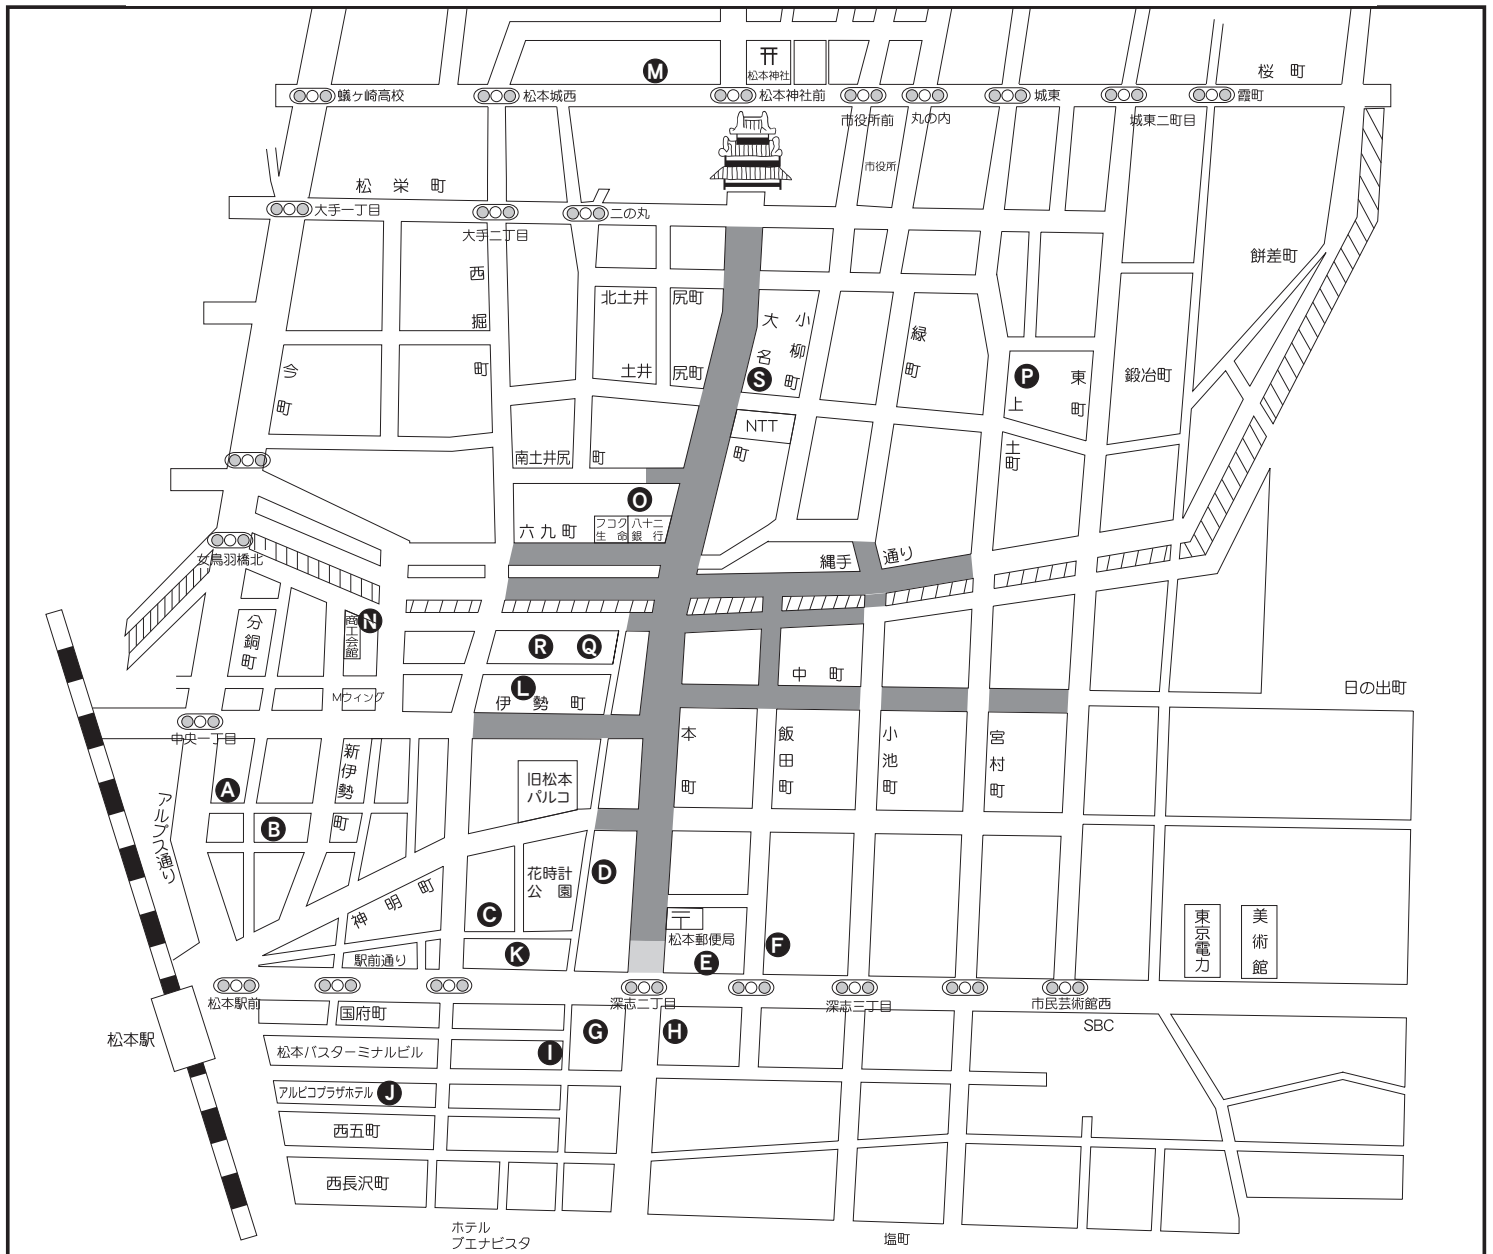 M
松本神社
桜町
蟻ヶ崎高校
松本城西
松本神社前
市役所前
丸の内
城東
城東二町目
霞町
市役所
松栄町
大手一丁目
大手二丁目
二の丸
西堀町
餅差町
北土井尻町
土井尻町
大名町
小柳町
緑町
S
P
東町
上土町
鍛冶町
今町
NTT
南土井尻町
O
六九町
フコク生命
八十二銀行
縄手通り
女鳥羽橋北
分銅町
商工会館
N
R
Q
L
伊勢町
中町
日の出町
Mウイング
中央一丁目
新伊勢町
本町
飯田町
小池町
宮村町
A
B
旧松本
パルコ
アルプス通り
花時計
公園
D
C
神明町
K
駅前通り
松本郵便局
E
F
東京電力
美術館
松本駅前
深志二丁目
深志三丁目
市民芸術館西
SBC
国府町
松本駅
松本バスターミナルビル
I
G
H
アルピコプラザホテル
J
西五町
西長沢町
ホテル
ブエナビスタ
塩町